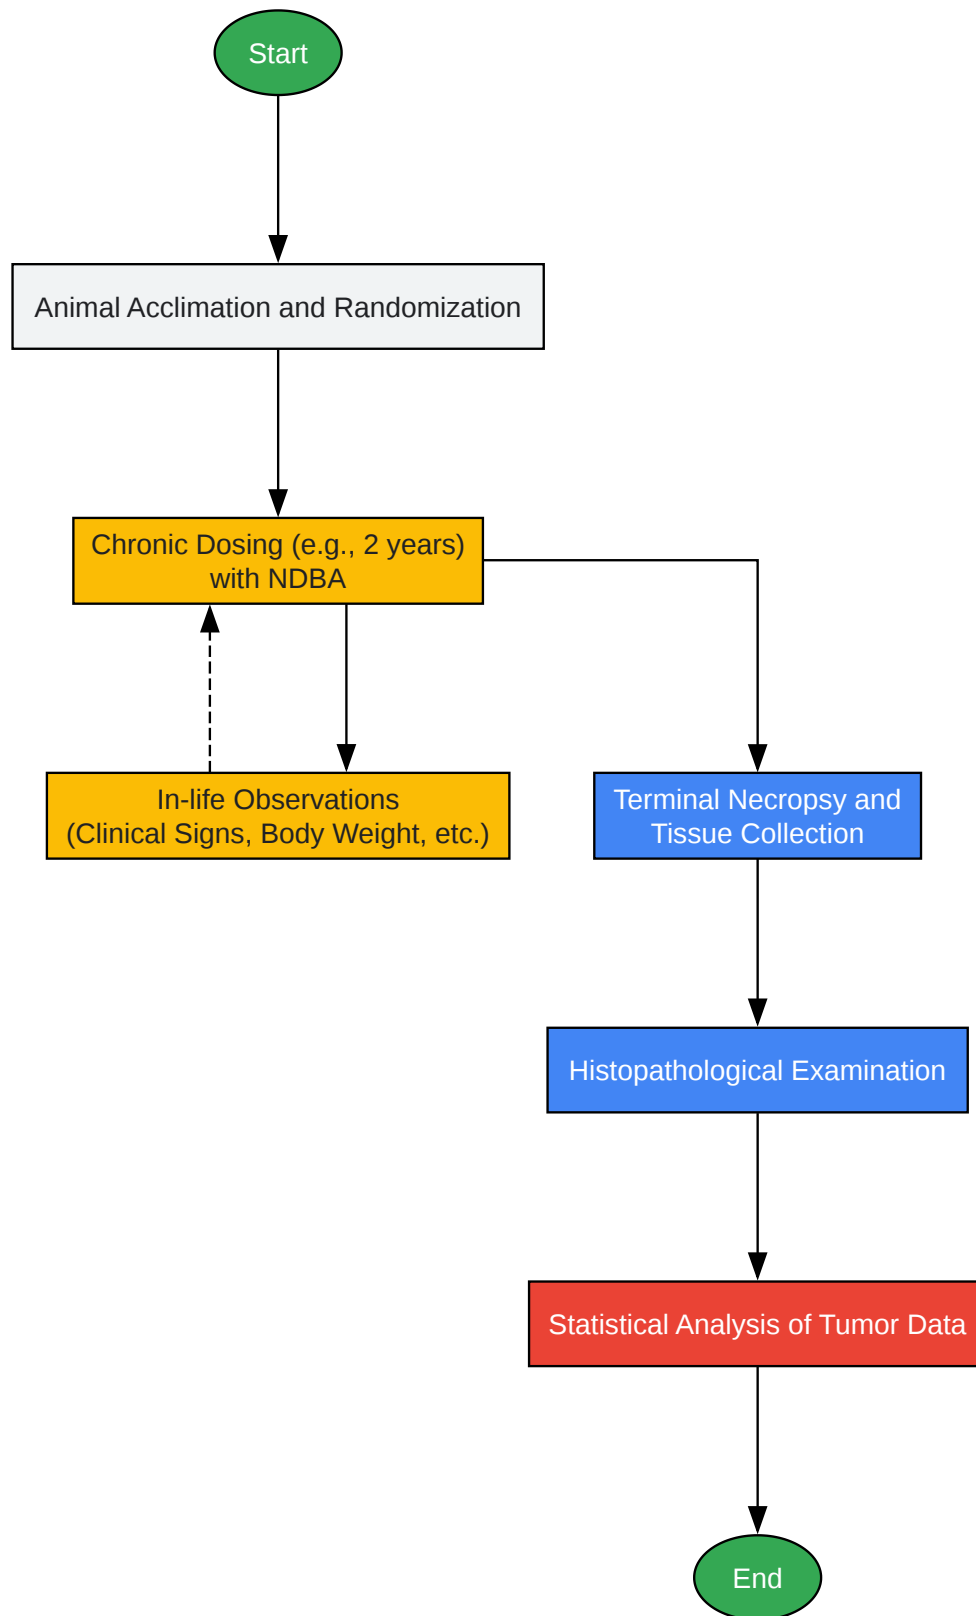 Start
Animal Acclimation and Randomization
Chronic Dosing (e.g., 2 years)
with NDBA
In-life Observations
(Clinical Signs, Body Weight, etc.)
Terminal Necropsy and
Tissue Collection
Histopathological Examination
Statistical Analysis of Tumor Data
End